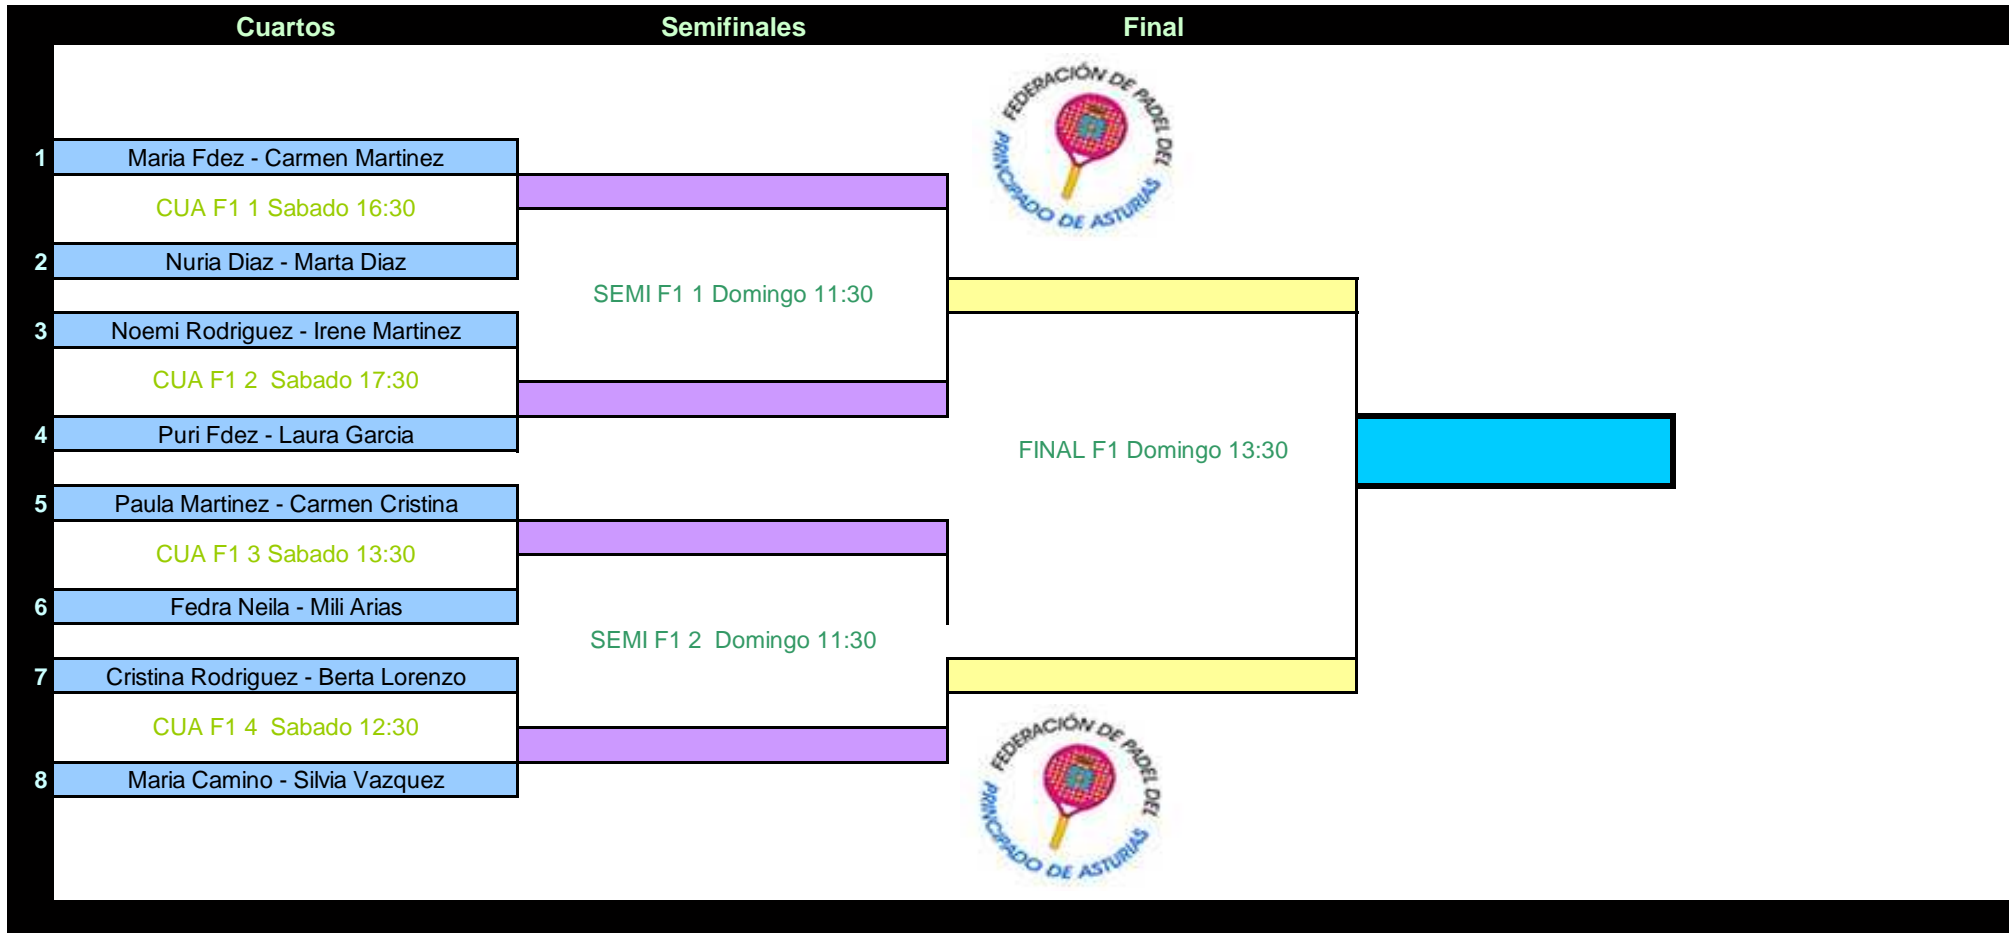 Cuartos Semifinales Final
FEDERACIÓN DE PADEL DEL
PRINCIPADO DE ASTURIAS
1 Maria Fdez - Carmen Martinez
CUA F1 1 Sabado 16:30
2 Nuria Diaz - Marta Diaz
SEMI F1 1 Domingo 11:30
3 Noemi Rodriguez - Irene Martinez
CUA F1 2 Sabado 17:30
4 Puri Fdez - Laura Garcia
FINAL F1 Domingo 13:30
5 Paula Martinez - Carmen Cristina
CUA F1 3 Sabado 13:30
6 Fedra Neila - Mili Arias
SEMI F1 2 Domingo 11:30
7 Cristina Rodriguez - Berta Lorenzo
CUA F1 4 Sabado 12:30
8 Maria Camino - Silvia Vazquez
FEDERACIÓN DE PADEL DEL
PRINCIPADO DE ASTURIAS